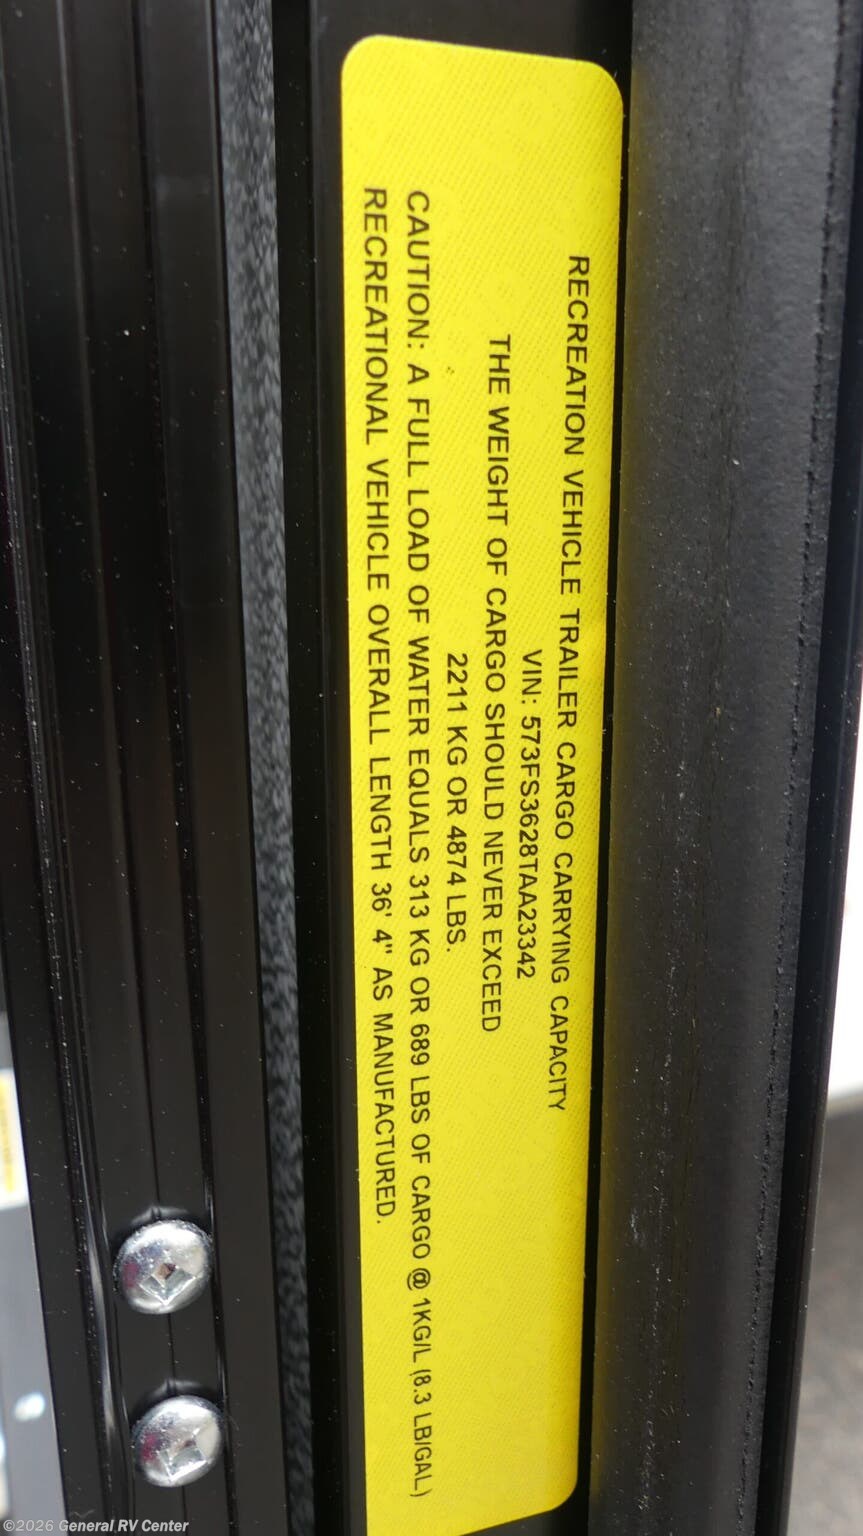 RECREATION VEHICLE TRAILER CARGO CARRYING CAPACITY
VIN: 573FS3628TAA23342
THE WEIGHT OF CARGO SHOULD NEVER EXCEED
2211 KG OR 4874 LBS.
CAUTION: A FULL LOAD OF WATER EQUALS 313 KG OR 689 LBS OF CARGO @ 1KG/L (8.3 LB/GAL)
RECREATIONAL VEHICLE OVERALL LENGTH 36' 4" AS MANUFACTURED.
©2026 General RV Center